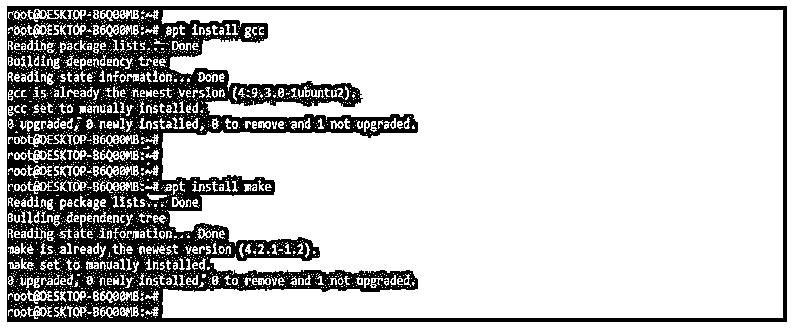 root@DESKTOP-B6Q00MB:~#
root@DESKTOP-B6Q00MB:~# apt install gcc
Reading package lists... Done
Building dependency tree
Reading state information... Done
gcc is already the newest version (4:9.3.0-1ubuntu2).
gcc set to manually installed.
0 upgraded, 0 newly installed, 0 to remove and 1 not upgraded.
root@DESKTOP-B6Q00MB:~#
root@DESKTOP-B6Q00MB:~#
root@DESKTOP-B6Q00MB:~#
root@DESKTOP-B6Q00MB:~# apt install make
Reading package lists... Done
Building dependency tree
Reading state information... Done
make is already the newest version (4.2.1-1.2).
make set to manually installed.
0 upgraded, 0 newly installed, 0 to remove and 1 not upgraded.
root@DESKTOP-B6Q00MB:~#
root@DESKTOP-B6Q00MB:~#